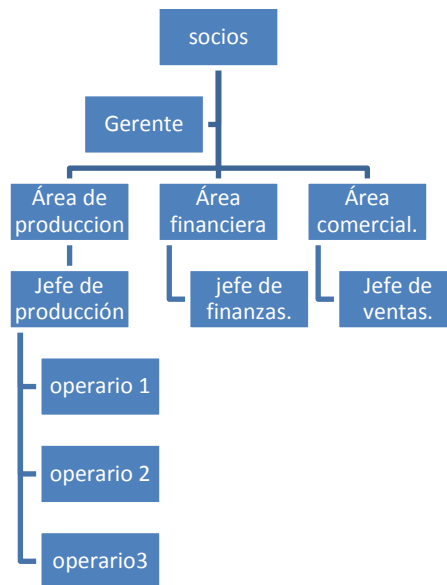 socios
Gerente
Área de
produccion
Área
financiera
Área
comercial.
Jefe de
producción
jefe de
finanzas.
Jefe de
ventas.
operario 1
operario 2
operario3